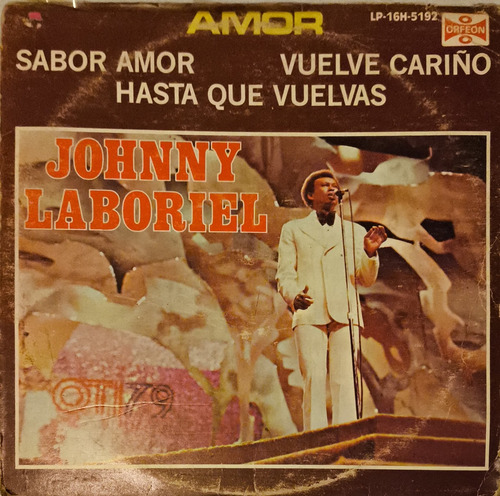 AMOR
LP-16H-5192
ORFEON
SABOR AMOR
VUELVE CARIÑO
HASTA QUE VUELVAS
JOHNNY
LABORIEL
OTI 79